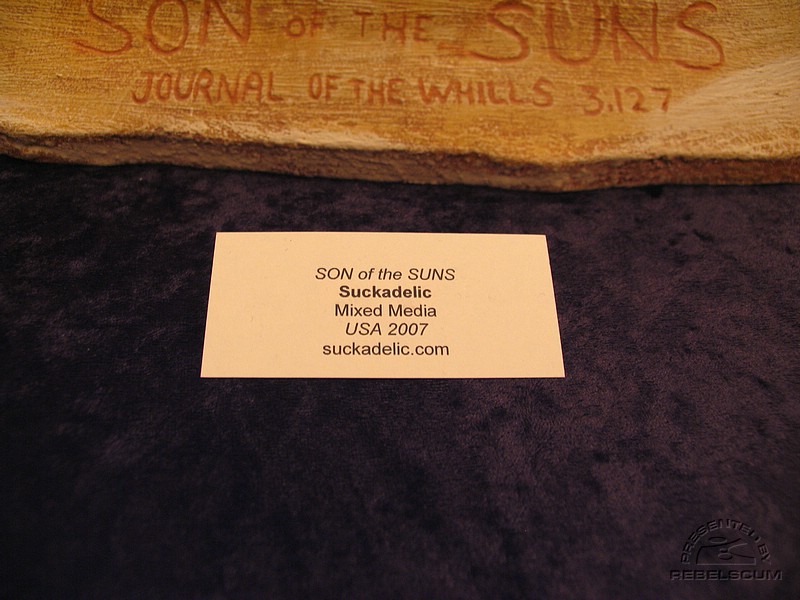 SON OF THE SUNS
JOURNAL OF THE WHILLS 3.127
SON of the SUNS
Suckadelic
Mixed Media
USA 2007
suckadelic.com
PRESENTED BY
REBELSCUM